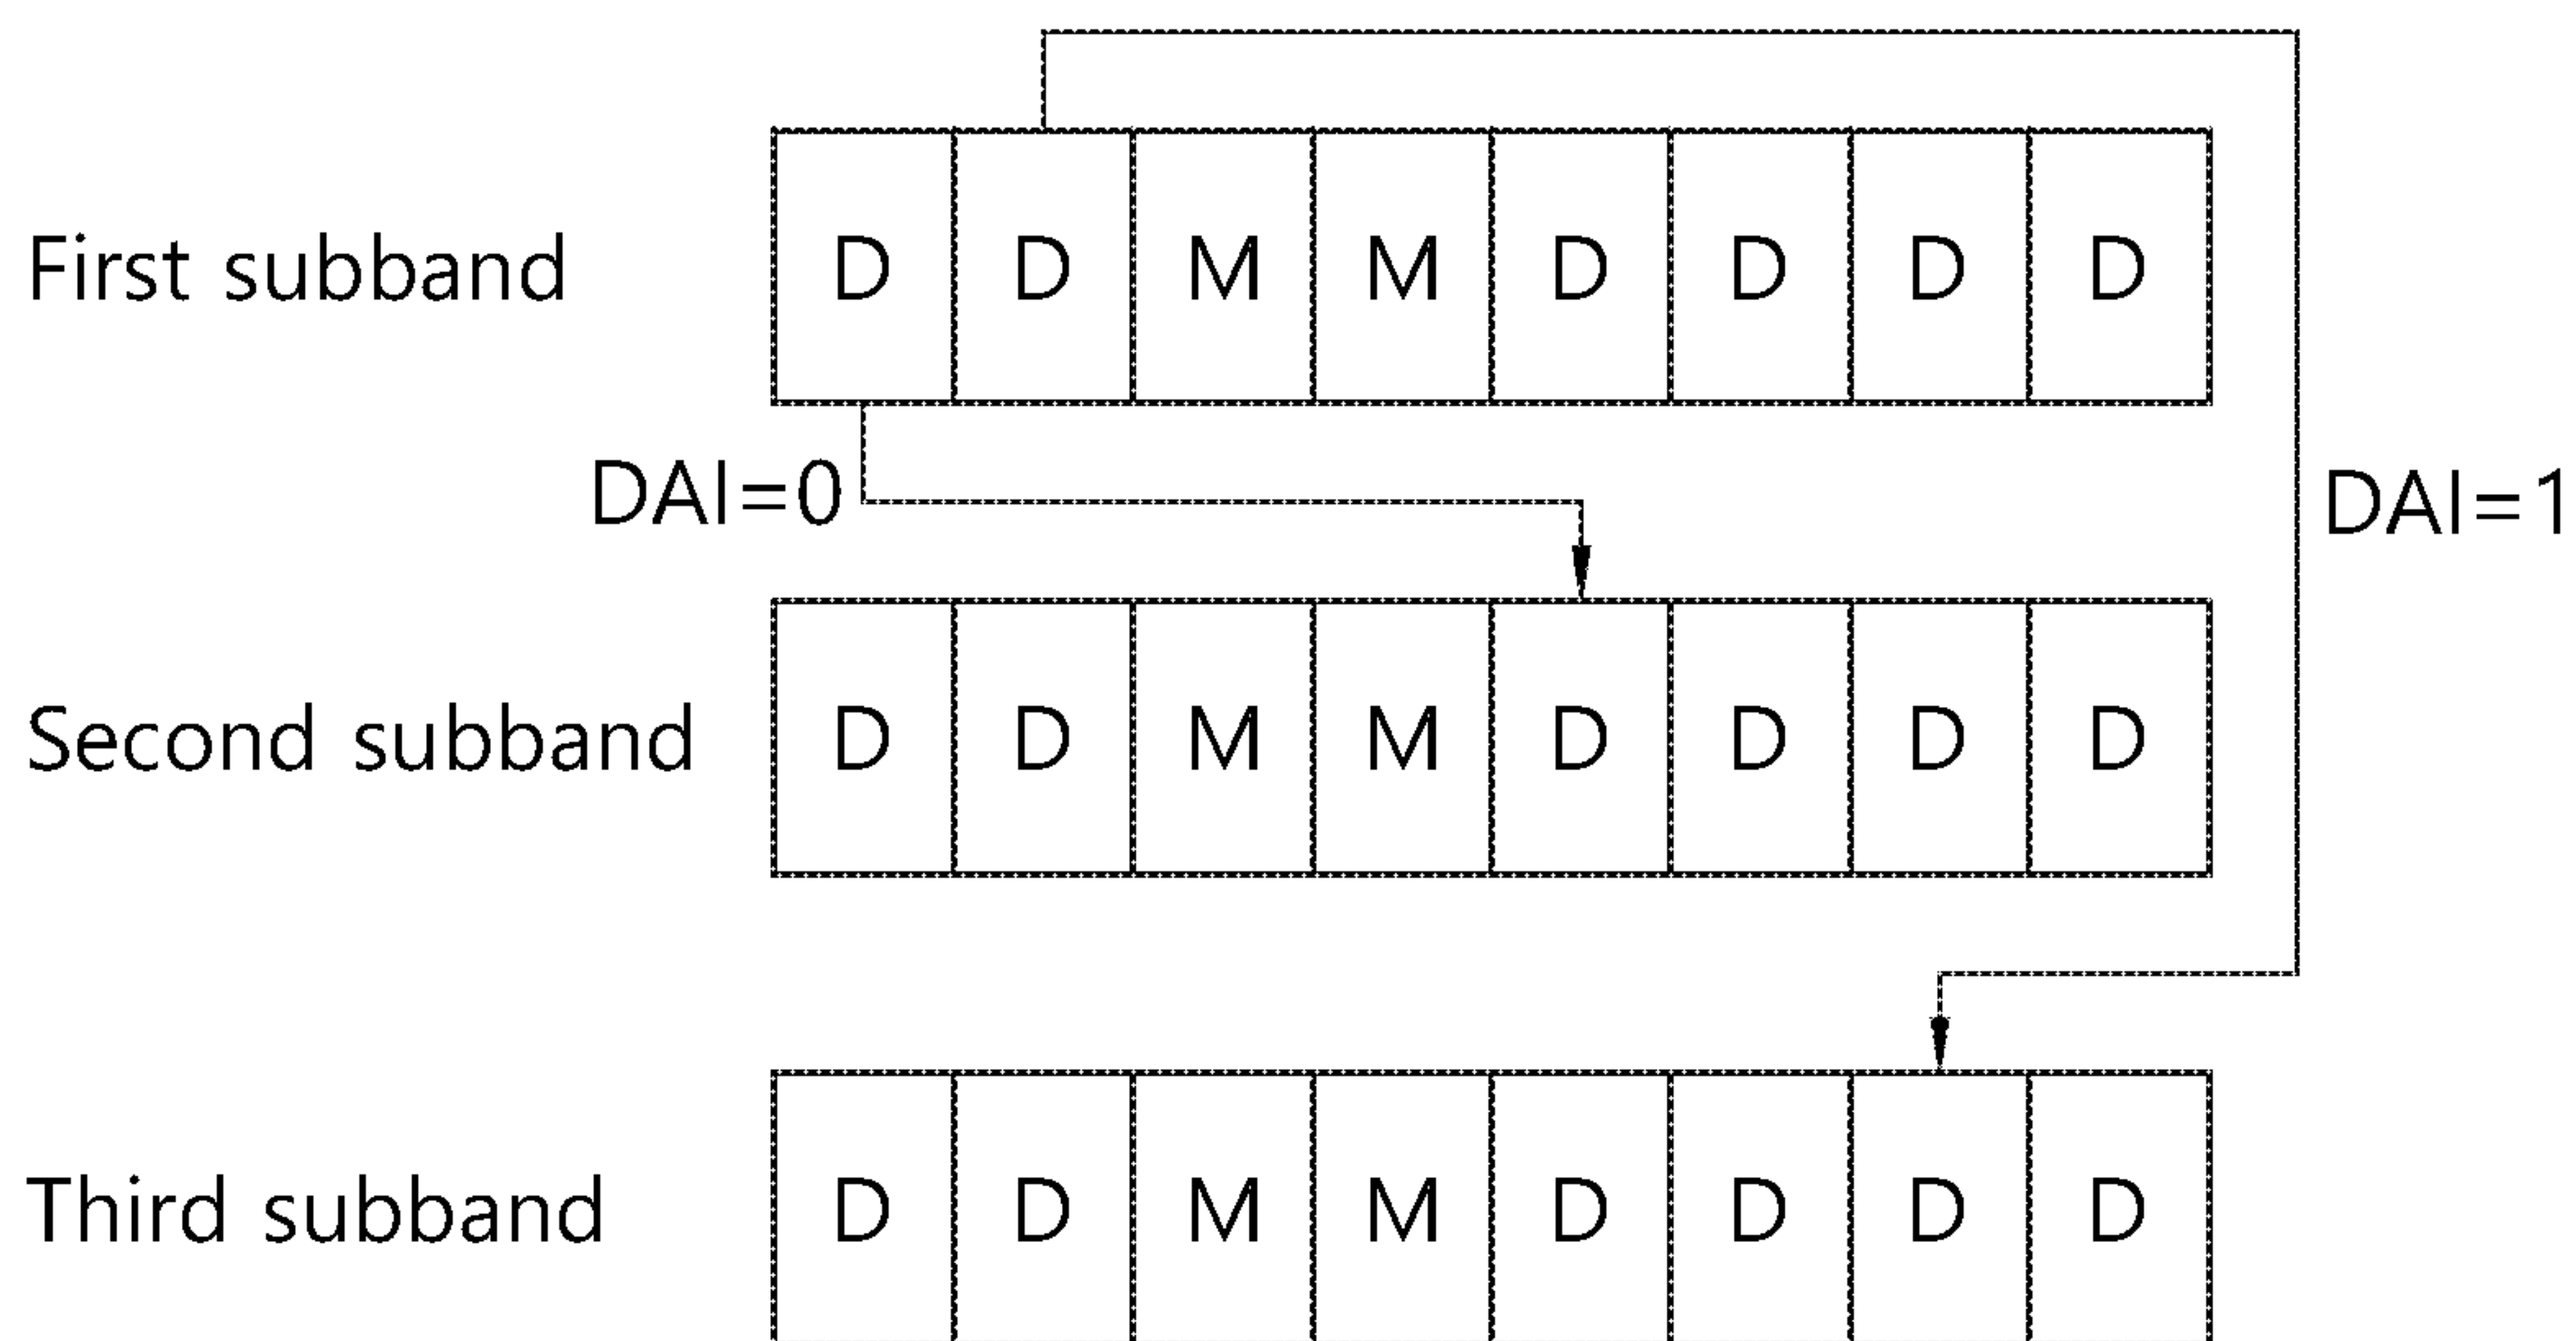 First subband D D M M D D D D
DAI=0
DAI=1
Second subband D D M M D D D D
Third subband D D M M D D D D